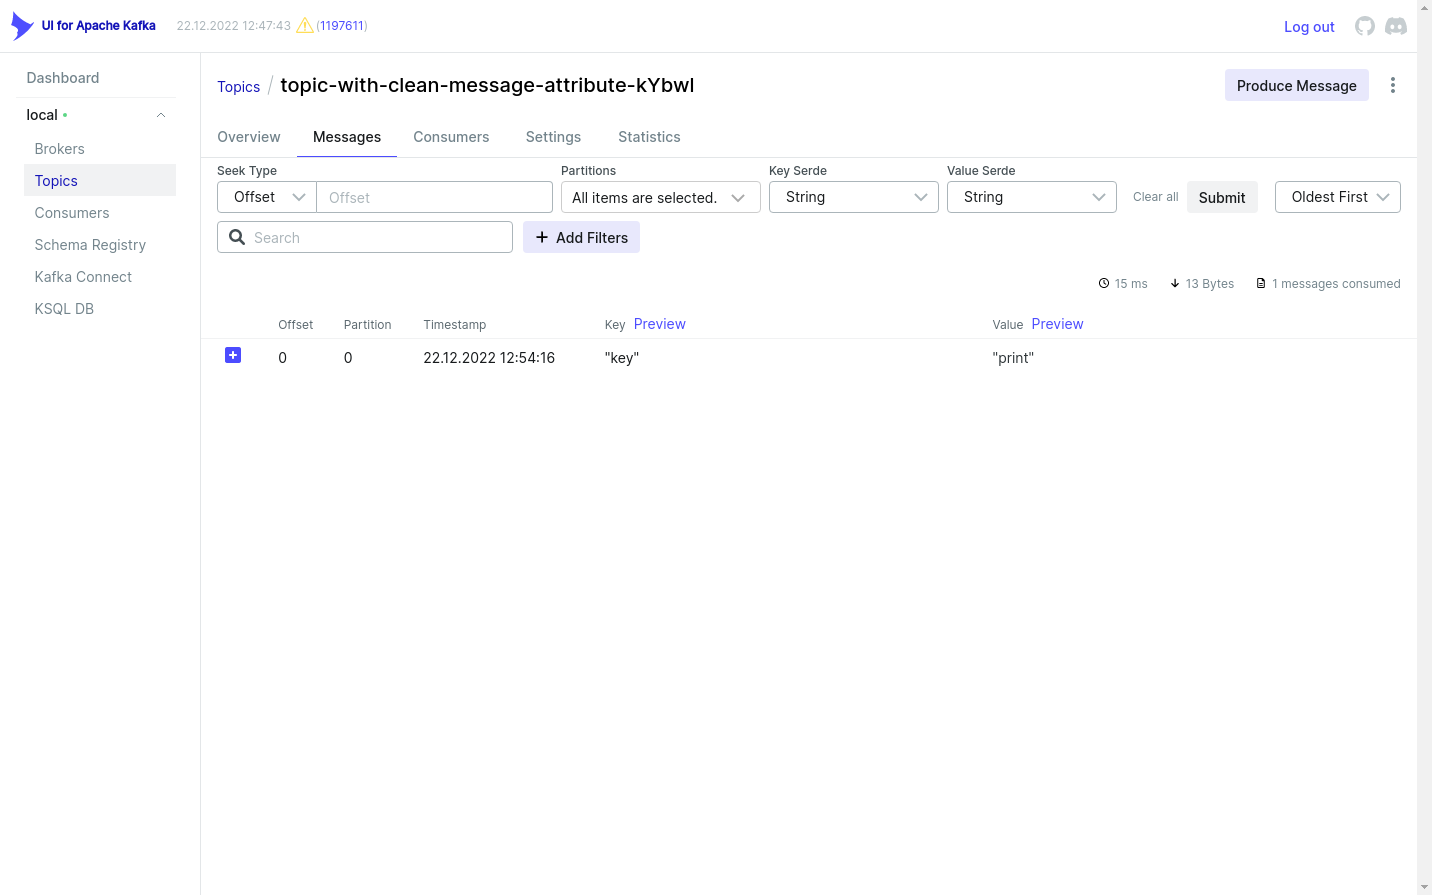 UI for Apache Kafka 22.12.2022 12:47:43 (1197611) Log out
Dashboard
local
Brokers
Topics
Consumers
Schema Registry
Kafka Connect
KSQL DB
Topics / topic-with-clean-message-attribute-kYbwl Produce Message
Overview Messages Consumers Settings Statistics
Seek Type Partitions Key Serde Value Serde
Offset Offset All items are selected. String String Clear all Submit Oldest First
Search Add Filters
15 ms 13 Bytes 1 messages consumed
Offset Partition Timestamp Key Preview Value Preview
0 0 22.12.2022 12:54:16 "key" "print"